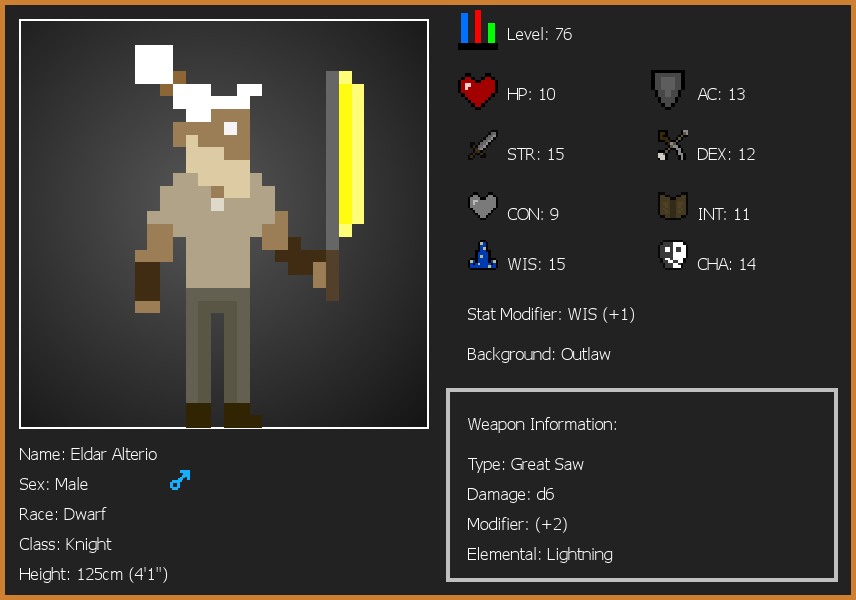 Level: 76
HP: 10
AC: 13
STR: 15
DEX: 12
CON: 9
INT: 11
WIS: 15
CHA: 14
Stat Modifier: WIS (+1)
Background: Outlaw
Weapon Information:
Type: Great Saw
Damage: d6
Modifier: (+2)
Elemental: Lightning
Name: Eldar Alterio
Sex: Male
Race: Dwarf
Class: Knight
Height: 125cm (4'1")